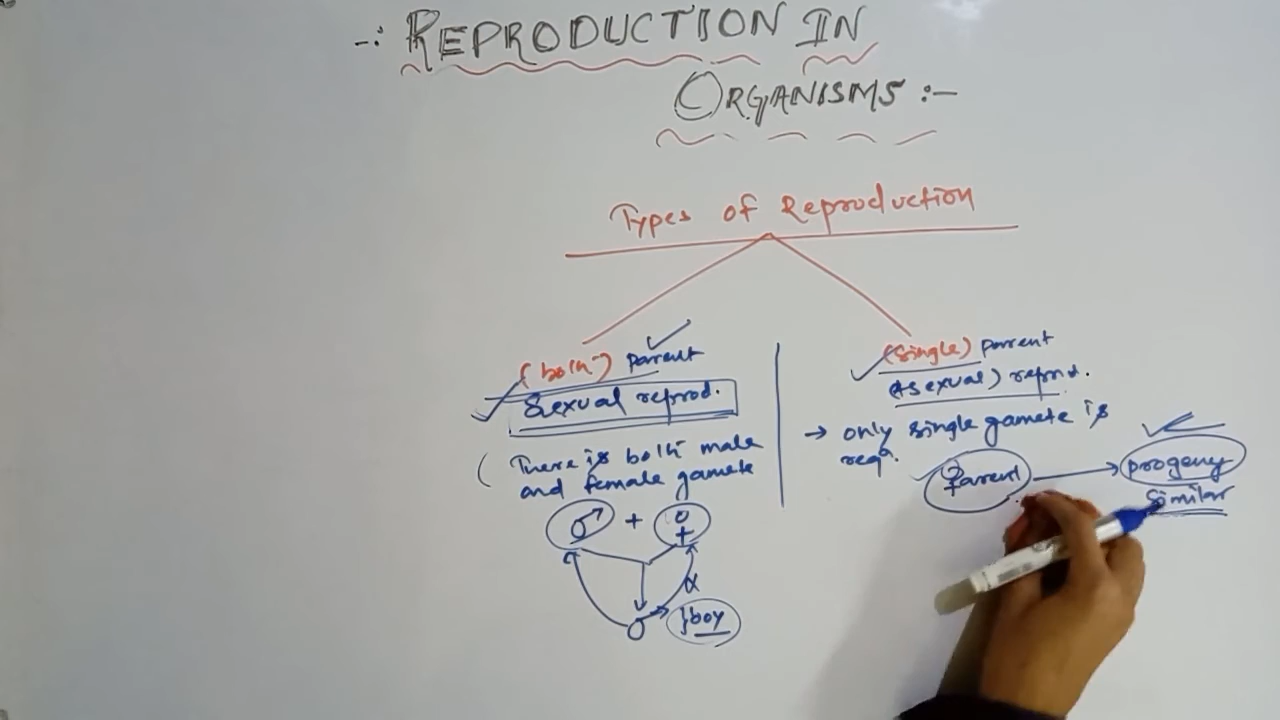 -: REPRODUCTION IN
ORGANISMS :-
Types of Reproduction
(both) parent
Sexual reprod.
(There is both male
and female gamete
♂ + ♀
}boy
(single) parent
(Asexual) reprod.
→ only single gamete is
reqⁿ.
Parent → progeny
Similar